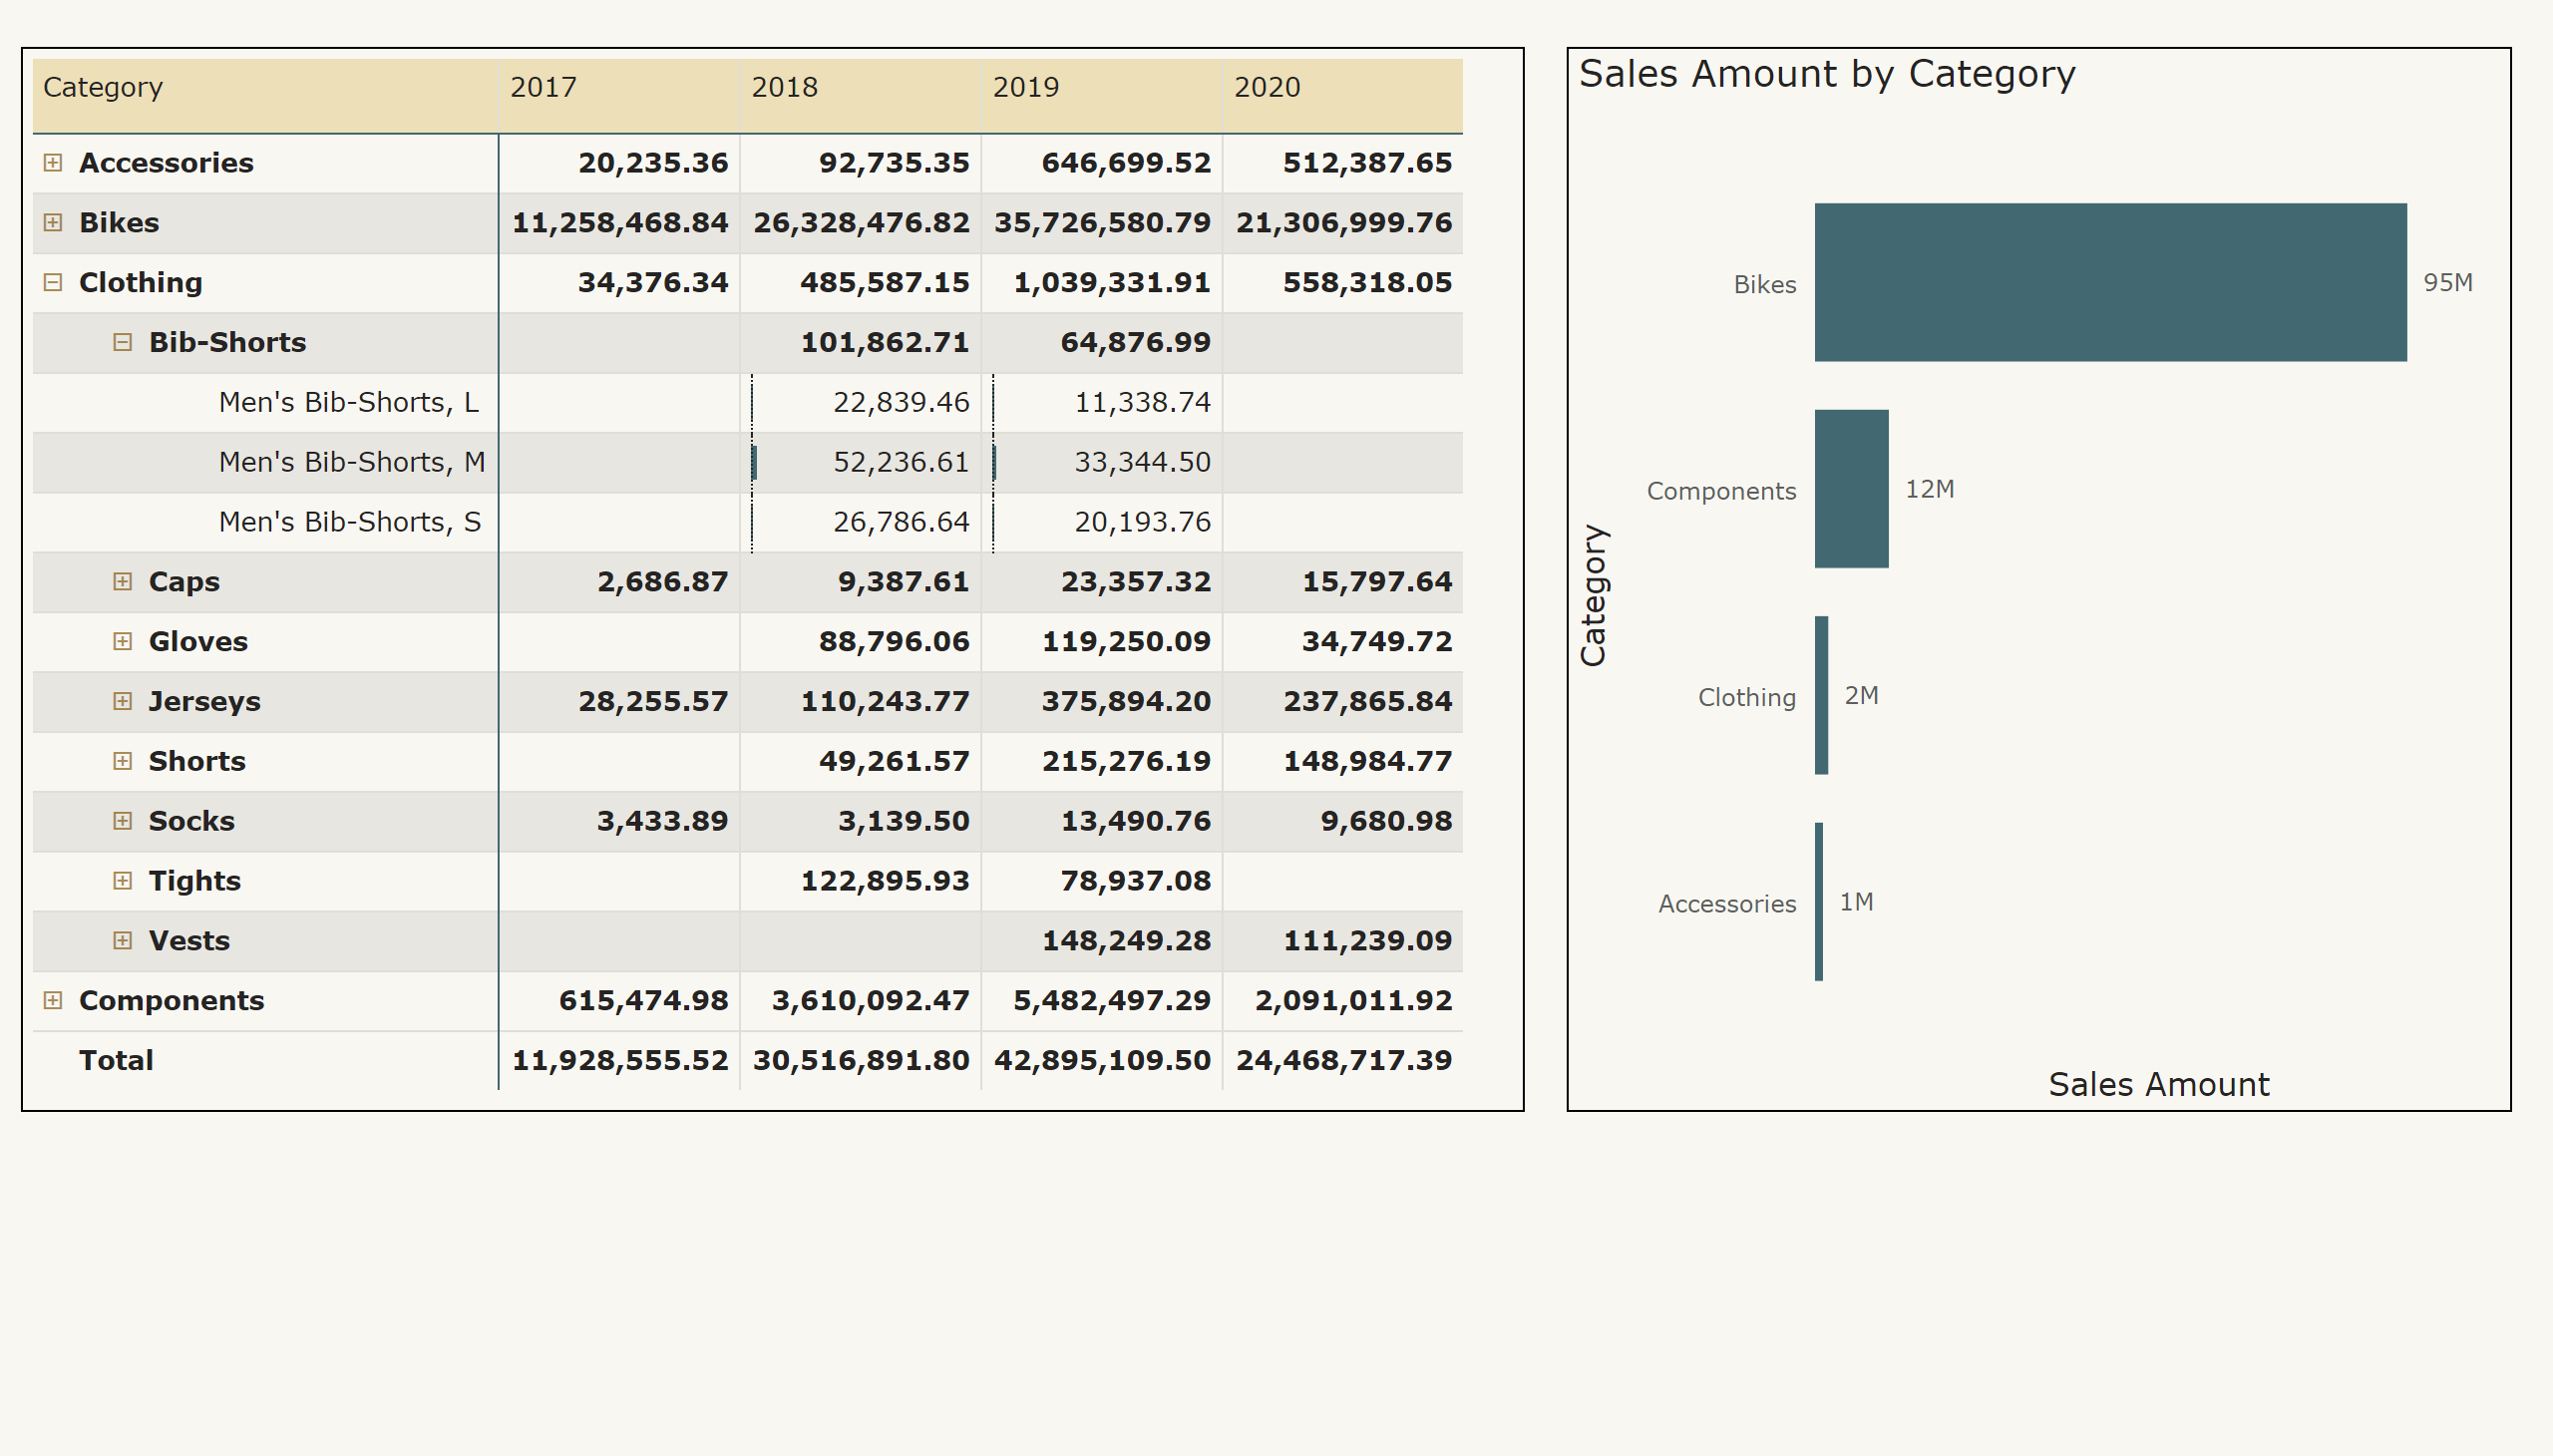 Category 2017 2018 2019 2020
Accessories 20,235.36 92,735.35 646,699.52 512,387.65
Bikes 11,258,468.84 26,328,476.82 35,726,580.79 21,306,999.76
Clothing 34,376.34 485,587.15 1,039,331.91 558,318.05
Bib-Shorts 101,862.71 64,876.99
Men's Bib-Shorts, L 22,839.46 11,338.74
Men's Bib-Shorts, M 52,236.61 33,344.50
Men's Bib-Shorts, S 26,786.64 20,193.76
Caps 2,686.87 9,387.61 23,357.32 15,797.64
Gloves 88,796.06 119,250.09 34,749.72
Jerseys 28,255.57 110,243.77 375,894.20 237,865.84
Shorts 49,261.57 215,276.19 148,984.77
Socks 3,433.89 3,139.50 13,490.76 9,680.98
Tights 122,895.93 78,937.08
Vests 148,249.28 111,239.09
Components 615,474.98 3,610,092.47 5,482,497.29 2,091,011.92
Total 11,928,555.52 30,516,891.80 42,895,109.50 24,468,717.39
Sales Amount by Category
Category
Bikes 95M
Components 12M
Clothing 2M
Accessories 1M
Sales Amount